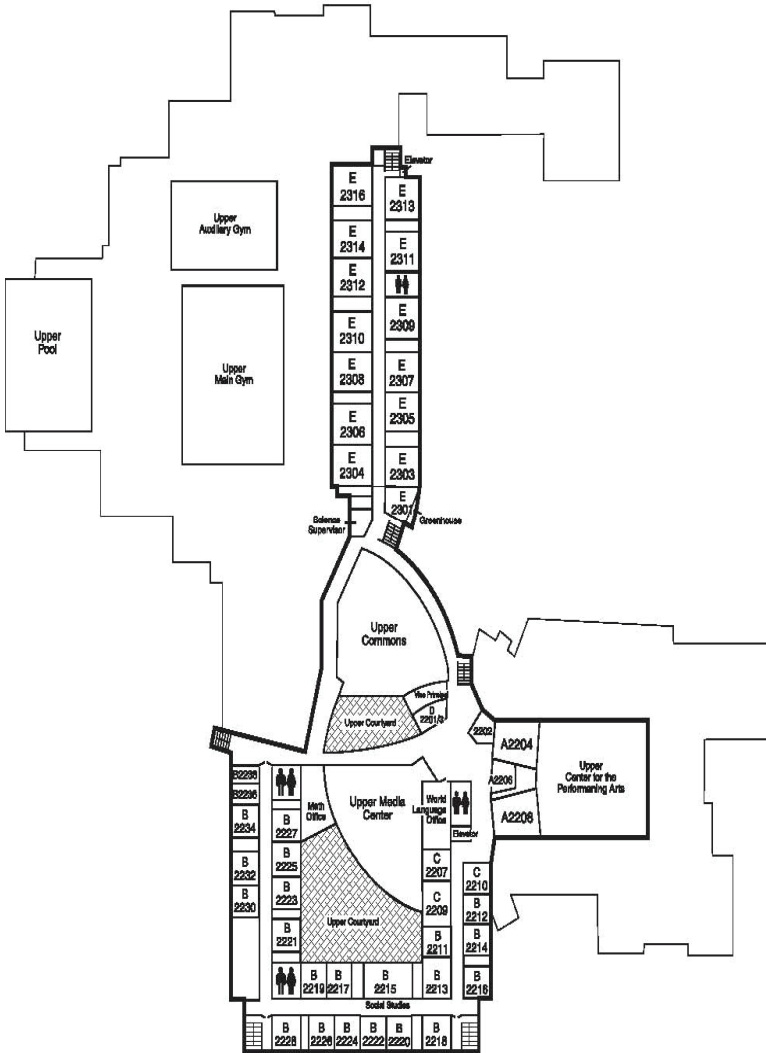 Elevator
E
2316
E
2313
Upper
Auxiliary Gym
E
2314
E
2311
E
2312
Upper
Pool
Upper
Main Gym
E
2310
E
2309
E
2308
E
2307
E
2306
E
2305
E
2304
E
2303
E
2301
Science
Supervisor
Greenhouse
Upper
Commons
Vice Principal
D
2201/3
Upper Courtyard
2202
A2204
A2206
A2208
Upper
Center for the
Performaning Arts
B2238
B2236
B
2234
B
2232
B
2230
Math
Office
B
2227
B
2225
B
2223
B
2221
Upper Media
Center
World
Language
Office
Elevator
C
2207
C
2209
B
2211
C
2210
B
2212
B
2214
B
2216
Upper Courtyard
B
2219
B
2217
B
2215
B
2213
Social Studies
B
2228
B
2226
B
2224
B
2222
B
2220
B
2218